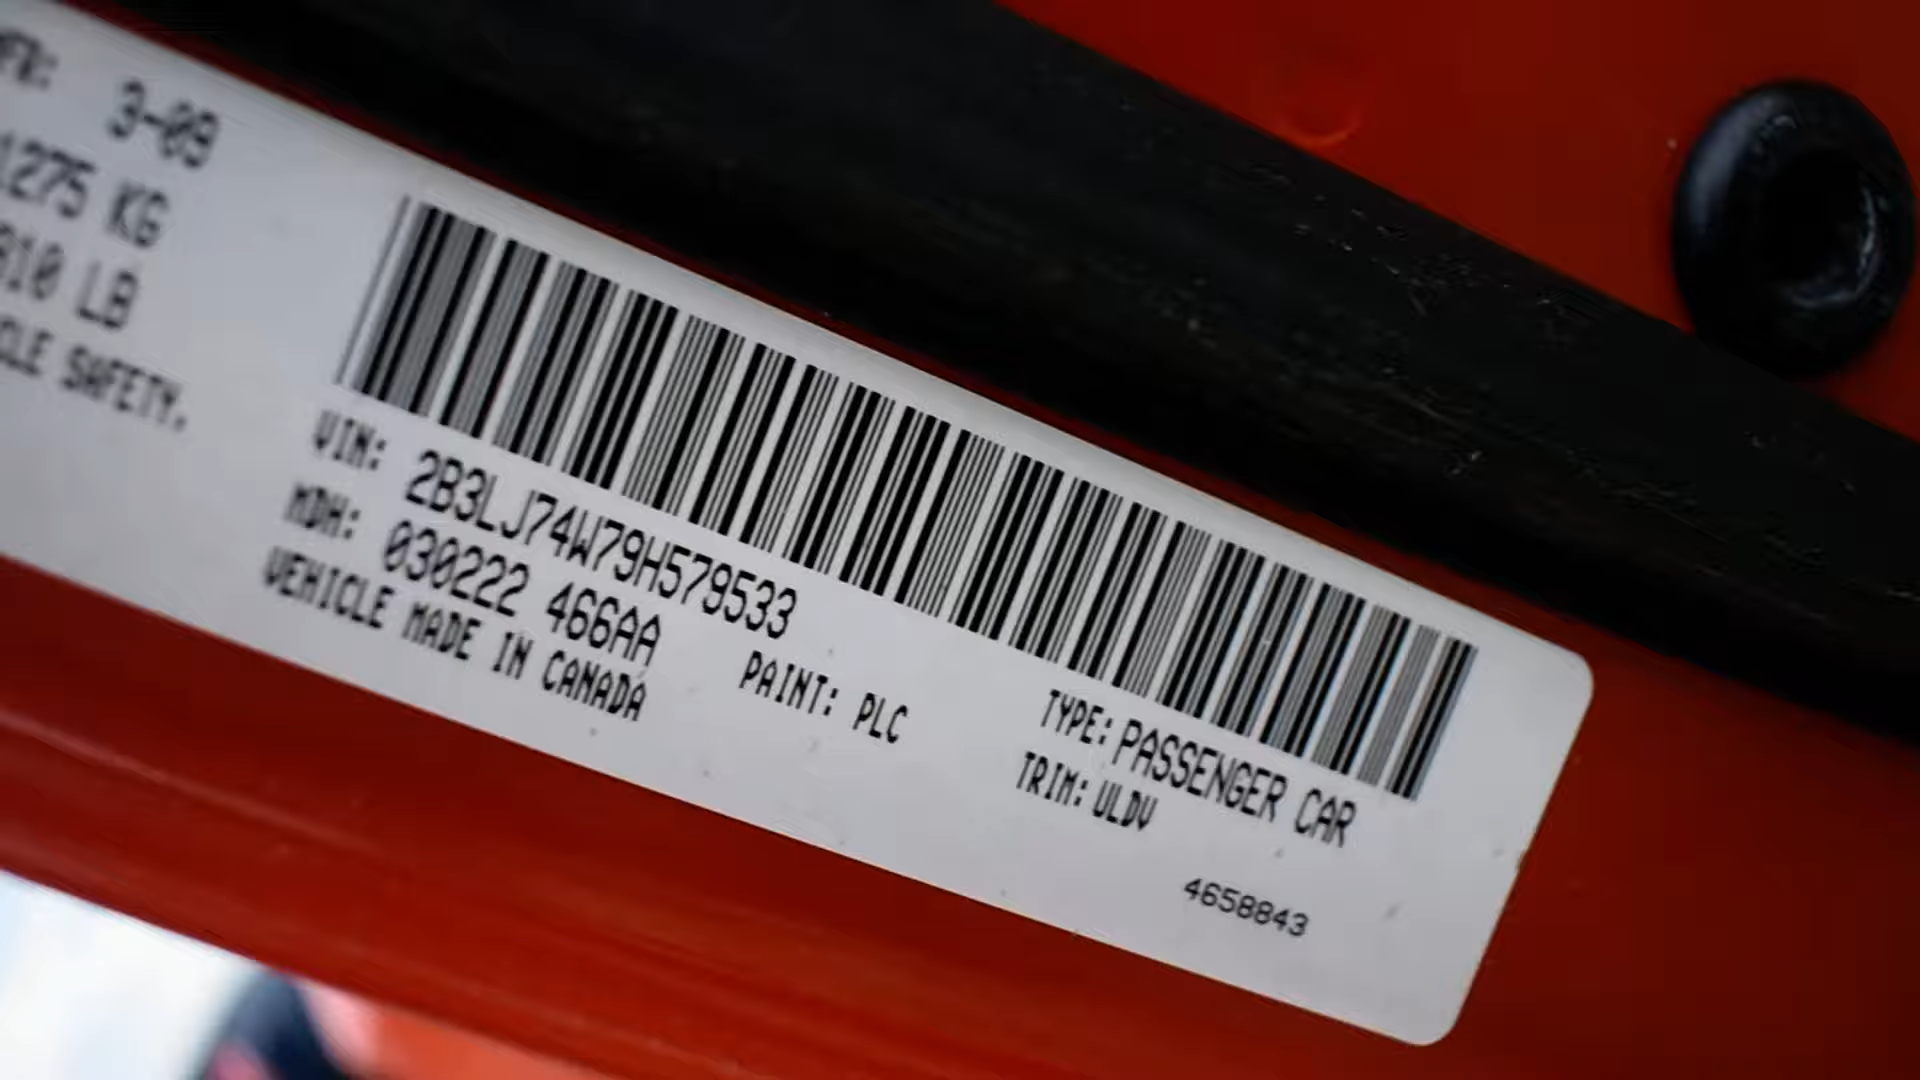 3-09
1275 KG
810 LB
SAFETY.
VIN: 2B3LJ74W79H579533
MDH: 030222 466AA
VEHICLE MADE IN CANADA
PAINT: PLC
TYPE: PASSENGER CAR
TRIM: ULDV
4658843